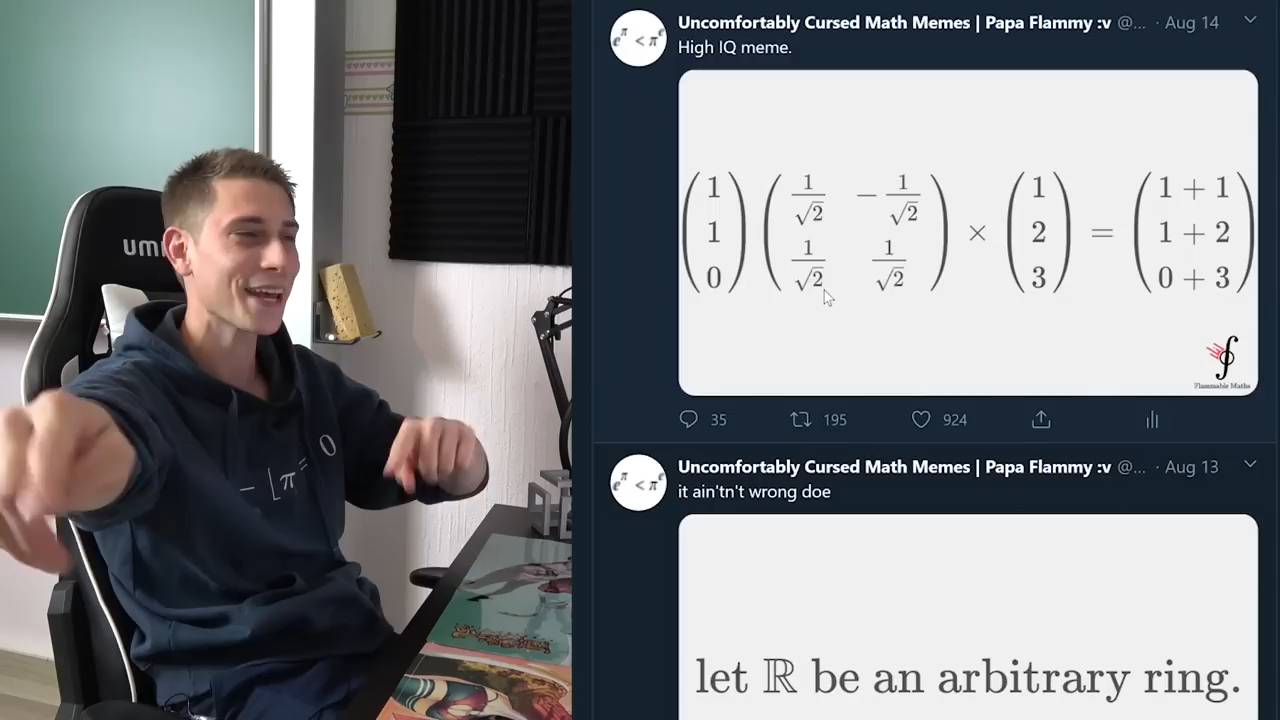 umi
- ⌊π = 0
e^π < π^e
Uncomfortably Cursed Math Memes | Papa Flammy :v @... · Aug 14
High IQ meme.
(1 1 0) (1/√2 -1/√2 1/√2 1/√2) × (1 2 3) = (1 + 1 1 + 2 0 + 3)
∮
Flammable Maths
35 195 924
e^π < π^e
Uncomfortably Cursed Math Memes | Papa Flammy :v @... · Aug 13
it ain'tn't wrong doe
let ℝ be an arbitrary ring.